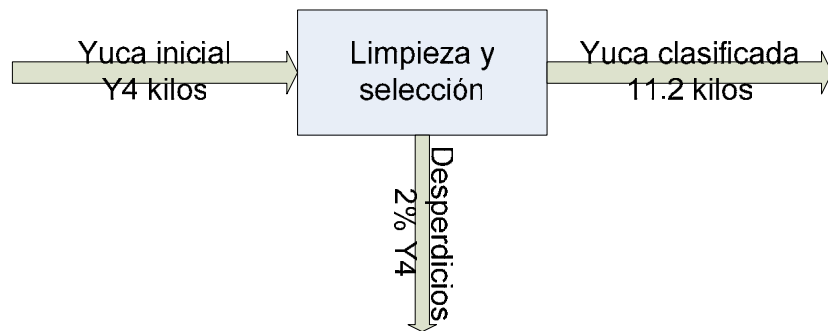 Yuca inicial
Y4 kilos
Limpieza y
selección
Yuca clasificada
11.2 kilos
Desperdicios
2% Y4